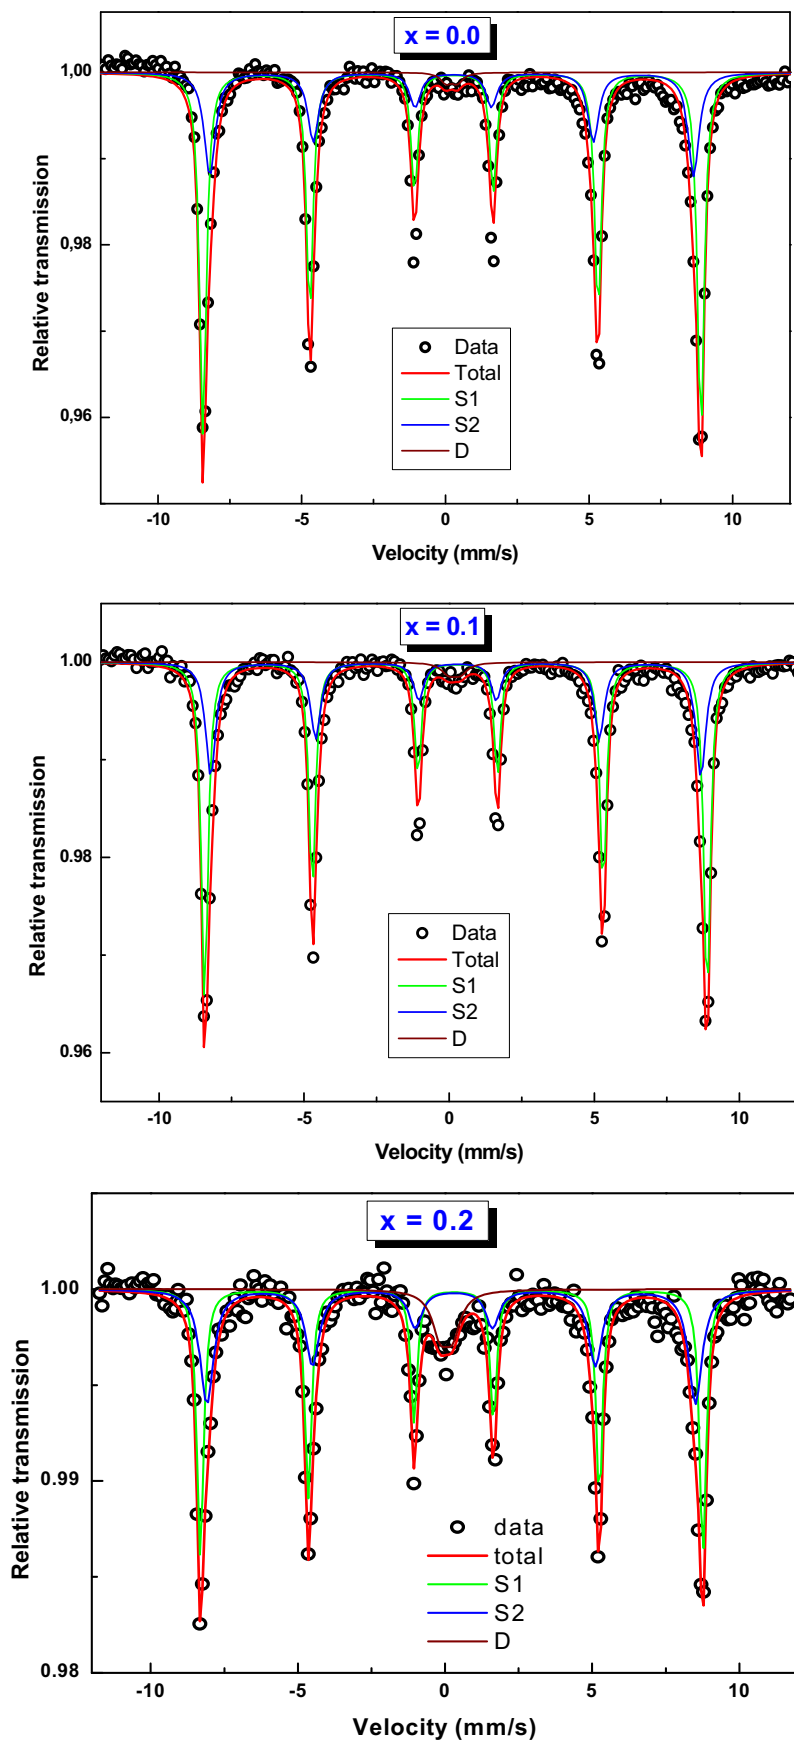 x = 0.0
1,00
0,98
0,96
Relative transmission
Data
Total
S1
S2
D
-10
-5
0
5
10
Velocity (mm/s)
x = 0.1
1.00
0.98
0.96
Relative transmission
Data
Total
S1
S2
D
-10
-5
0
5
10
Velocity (mm/s)
x = 0.2
1.00
0.99
0.98
Relative transmission
data
total
S1
S2
D
-10
-5
0
5
10
Velocity (mm/s)